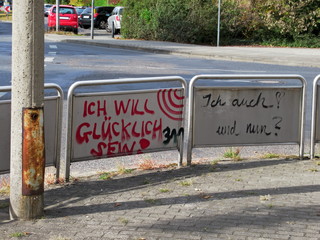 ICH WILL
GLÜCKLICH
SEIN
Ich auch!?
und nun?